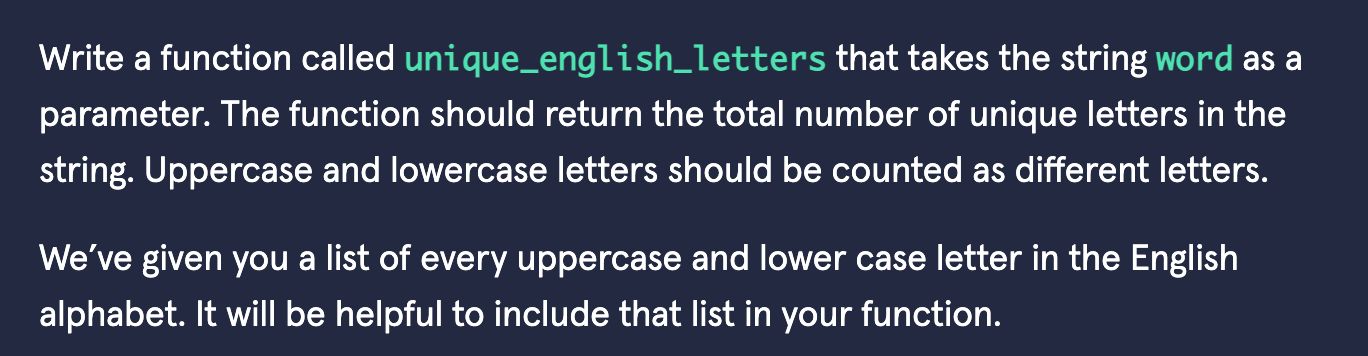 Write a function called unique_english_letters that takes the string word as a
parameter. The function should return the total number of unique letters in the
string. Uppercase and lowercase letters should be counted as different letters.
We’ve given you a list of every uppercase and lower case letter in the English
alphabet. It will be helpful to include that list in your function.